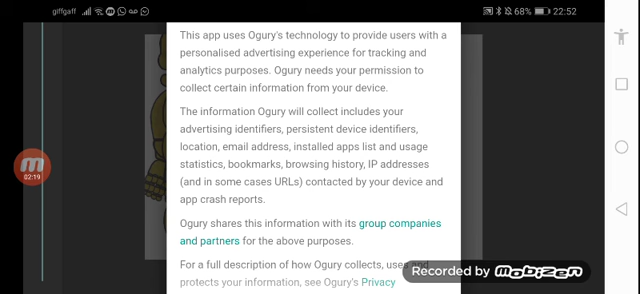 giffgaff 68% 22:52
This app uses Ogury's technology to provide users with a
personalised advertising experience for tracking and
analytics purposes. Ogury needs your permission to
collect certain information from your device.
The information Ogury will collect includes your
advertising identifiers, persistent device identifiers,
location, email address, installed apps list and usage
statistics, bookmarks, browsing history, IP addresses
(and in some cases URLs) contacted by your device and
app crash reports.
Ogury shares this information with its group companies
and partners for the above purposes.
For a full description of how Ogury collects, uses and
protects your information, see Ogury's Privacy
02:19
Recorded by Mobizen